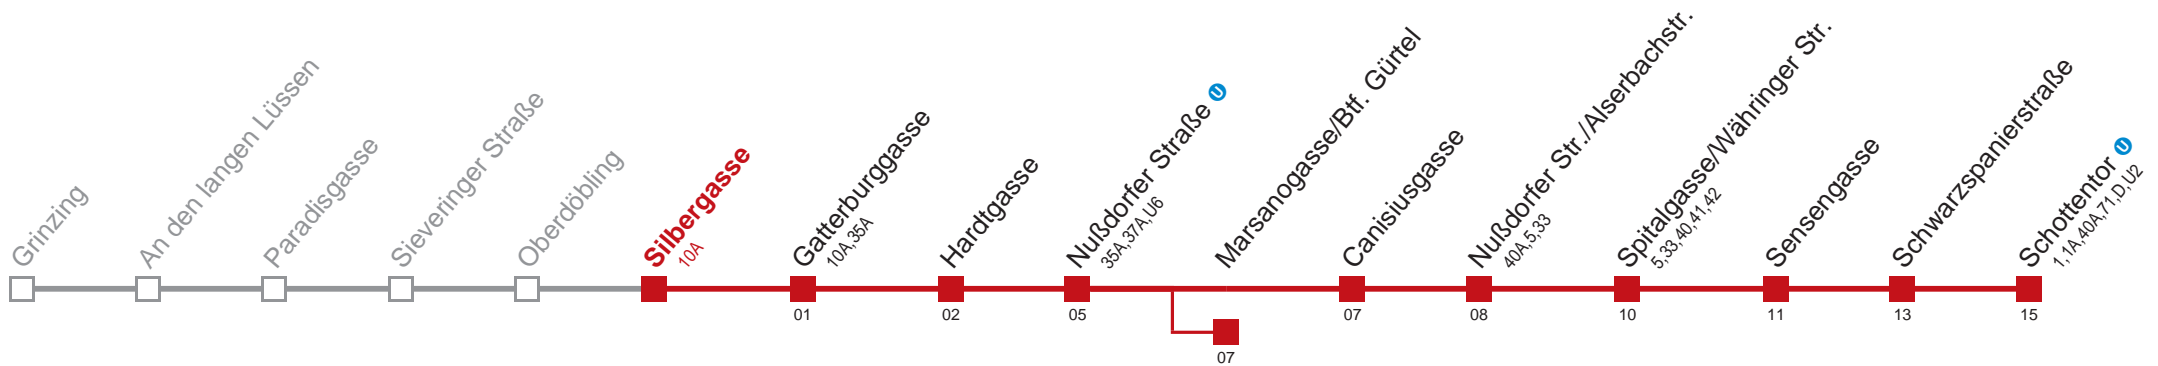 Grinzing
An den langen Lüssen
Paradisgasse
Sieveringer Straße
Oberdöbling
Silbergasse
10A
Gatterburggasse
10A,35A
Hardtgasse
Nußdorfer Straße U
35A,37A,U6
Marsanogasse/Btf. Gürtel
Canisiusgasse
Nußdorfer Str./Alserbachstr.
40A,5,33
Spitalgasse/Währinger Str.
5,33,40,41,42
Sensengasse
Schwarzspanierstraße
Schottentor U
1,1A,40A,71,D,U2
01
02
05
07
08
10
11
13
15
07